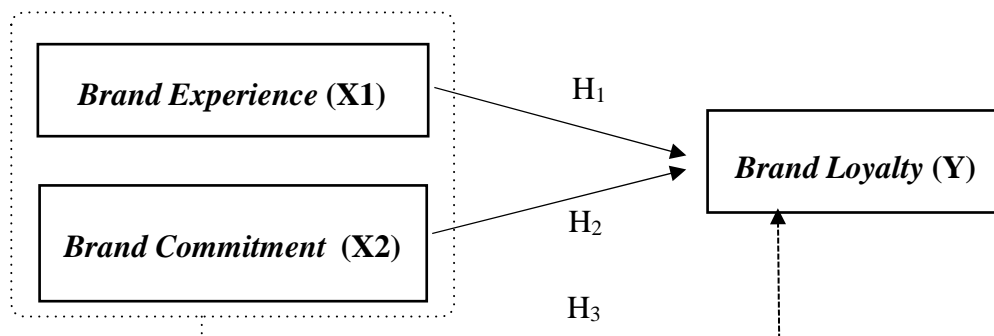 Brand Experience (X1)
H₁
Brand Loyalty (Y)
Brand Commitment (X2)
H₂
H₃